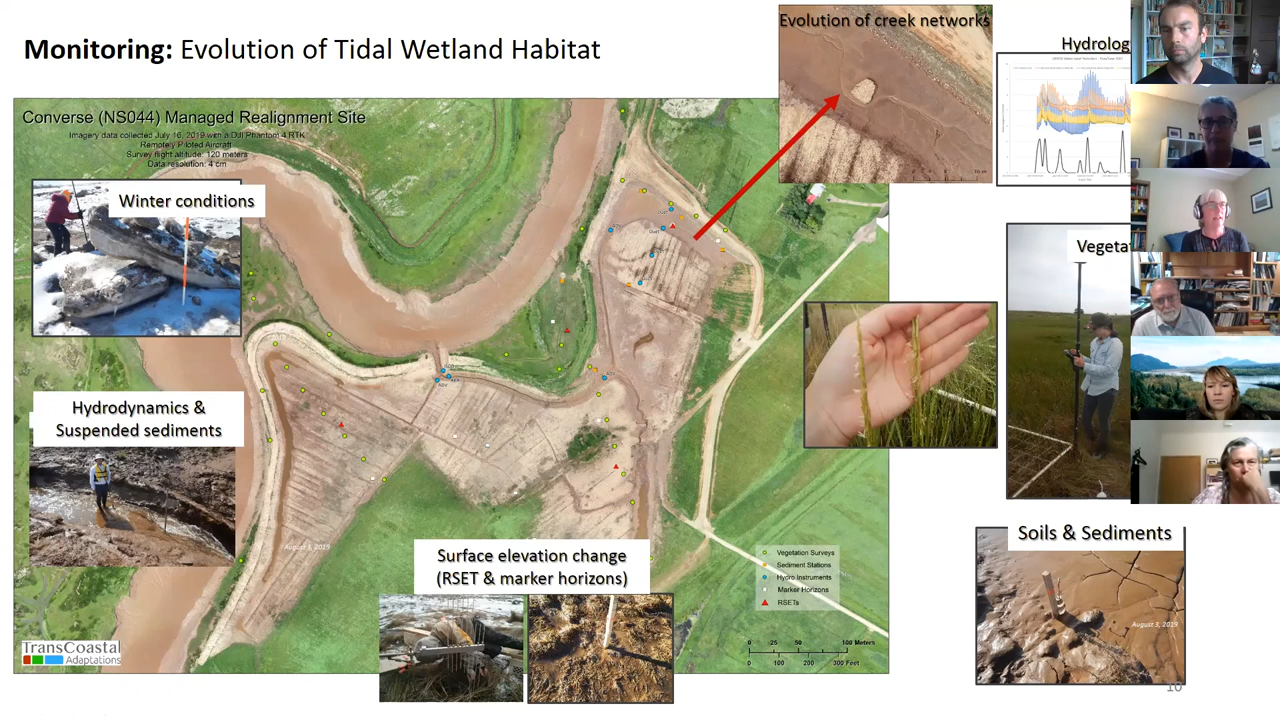 Monitoring: Evolution of Tidal Wetland Habitat
Evolution of creek networks
Hydrolog
Converse (NS044) Managed Realignment Site
Imagery data collected July 16, 2019 with a DJI Phantom 4 RTK
Remotely Piloted Aircraft
Survey flight altitude: 120 meters
Data resolution: 4 cm
Winter conditions
Vegetat
Hydrodynamics &
Suspended sediments
August 3, 2019
Surface elevation change
(RSET & marker horizons)
Vegetation Surveys
Sediment Stations
Hydro Instruments
Marker Horizons
RSETs
0 25 50 100 Meters
0 100 200 300 Feet
Soils & Sediments
August 3, 2019
TransCoastal
Adaptations
10